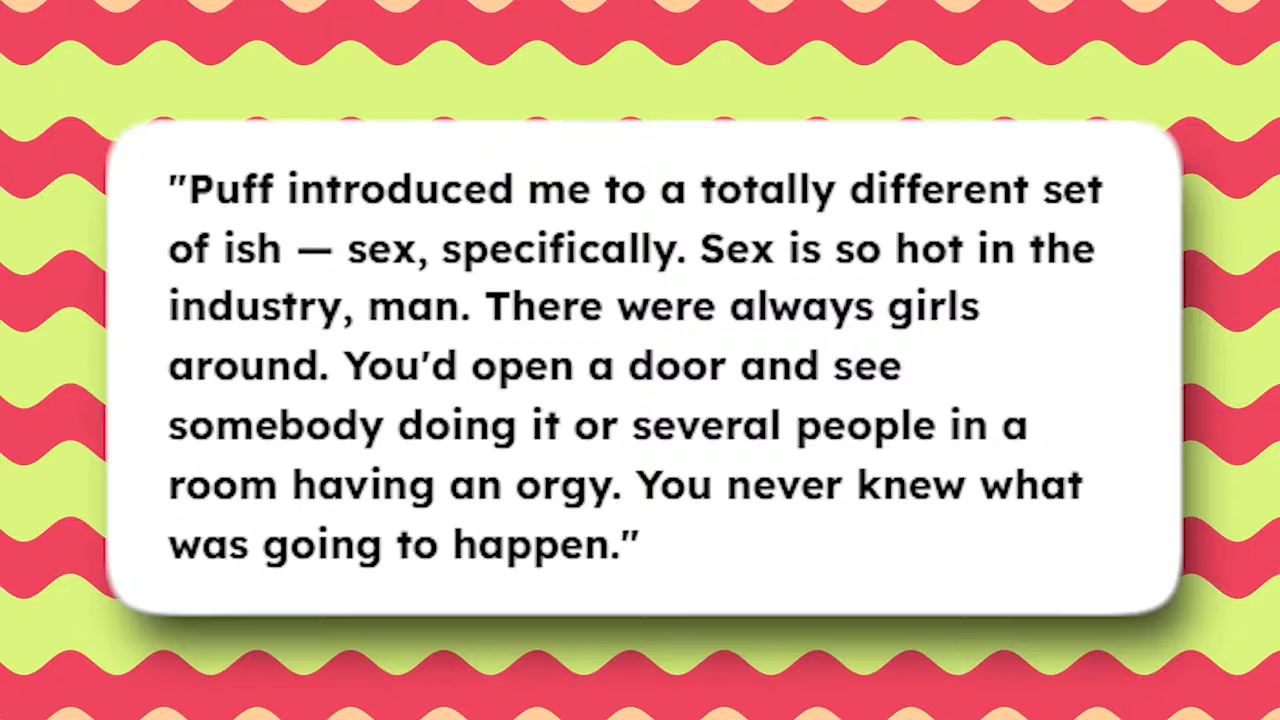 "Puff introduced me to a totally different set
of ish — sex, specifically. Sex is so hot in the
industry, man. There were always girls
around. You'd open a door and see
somebody doing it or several people in a
room having an orgy. You never knew what
was going to happen."